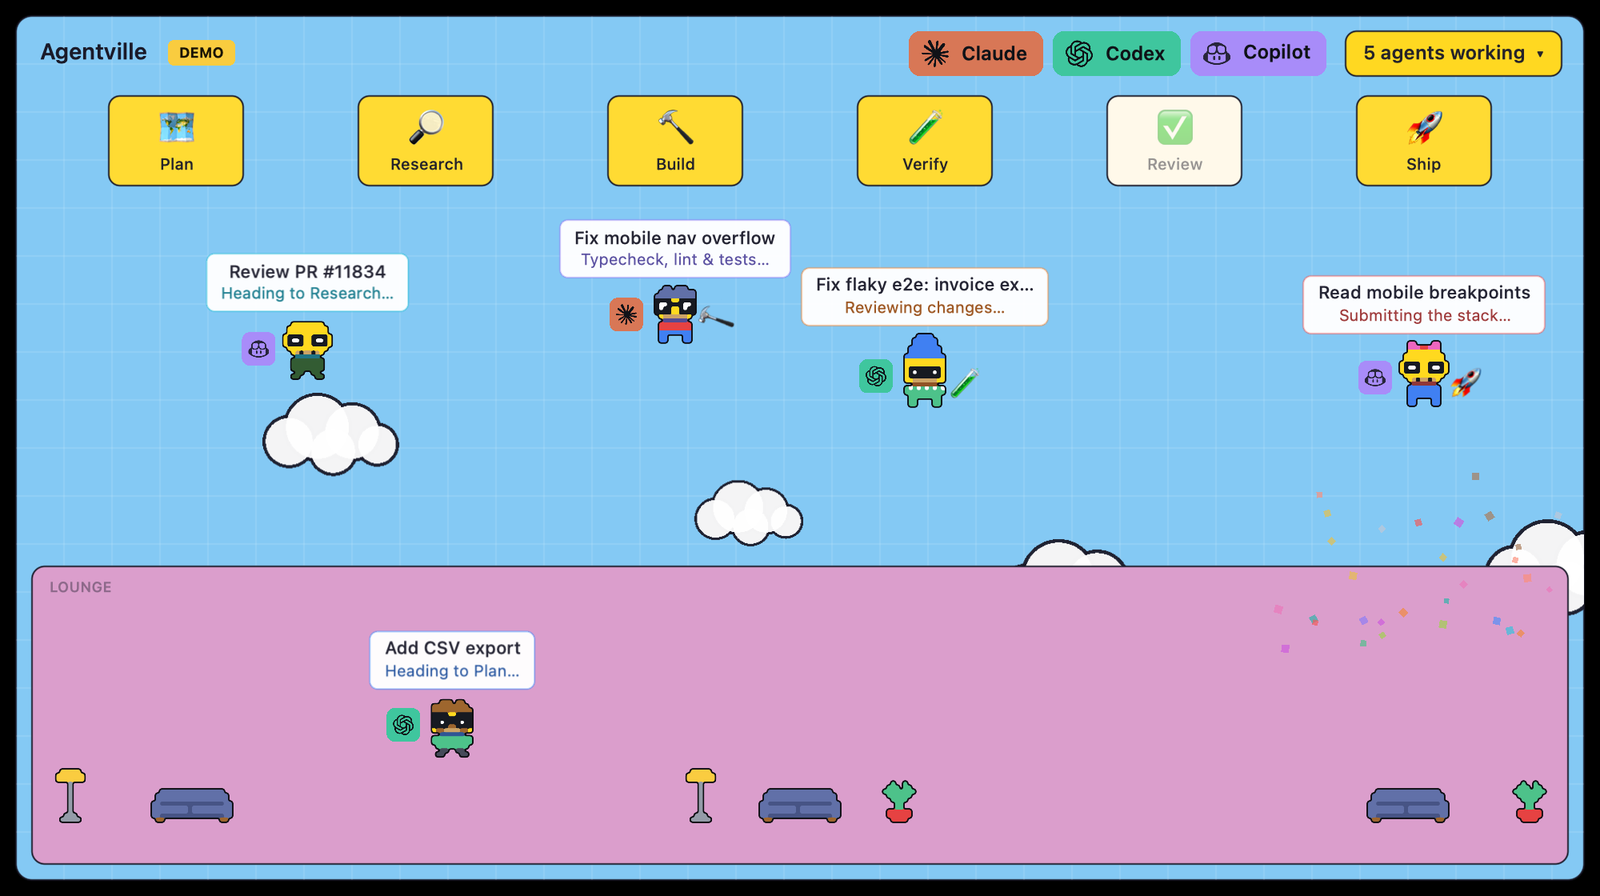 Agentville
DEMO
Claude
Codex
Copilot
5 agents working
Plan
Research
Build
Verify
Review
Ship
Fix mobile nav overflow
Typecheck, lint & tests...
Review PR #11834
Heading to Research...
Fix flaky e2e: invoice ex...
Reviewing changes...
Read mobile breakpoints
Submitting the stack...
LOUNGE
Add CSV export
Heading to Plan...